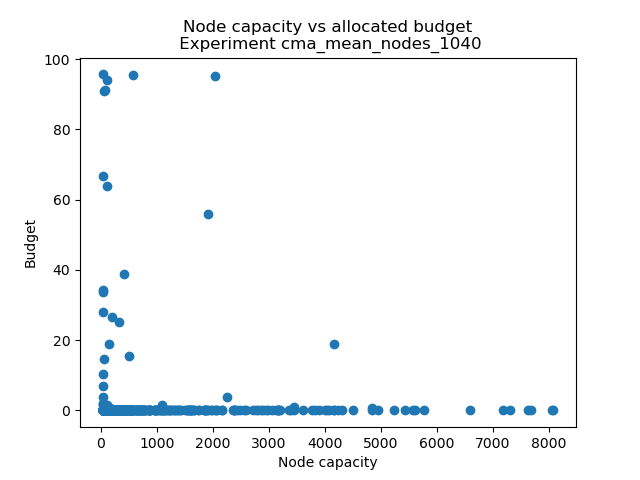 Node capacity vs allocated budget
Experiment cma_mean_nodes_1040
100
80
60
40
20
0
Budget
0 1000 2000 3000 4000 5000 6000 7000 8000
Node capacity